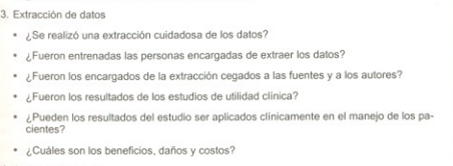 3. Extracción de datos
• ¿Se realizó una extracción cuidadosa de los datos?
• ¿Fueron entrenadas las personas encargadas de extraer los datos?
• ¿Fueron los encargados de la extracción cegados a las fuentes y a los autores?
• ¿Fueron los resultados de los estudios de utilidad clínica?
• ¿Pueden los resultados del estudio ser aplicados clínicamente en el manejo de los pa-
cientes?
• ¿Cuáles son los beneficios, daños y costos?